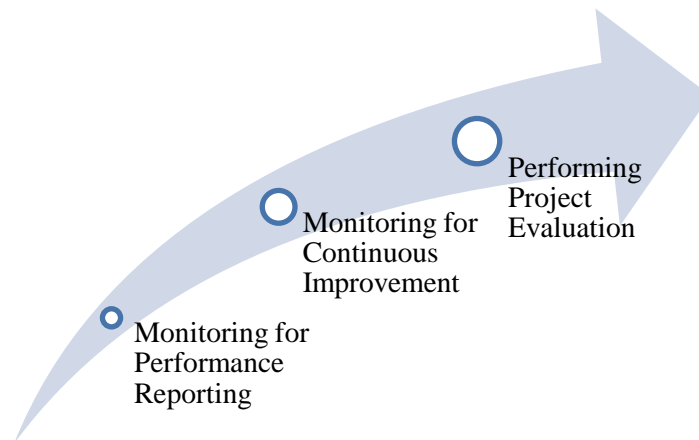 Performing
Project
Evaluation
Monitoring for
Continuous
Improvement
Monitoring for
Performance
Reporting